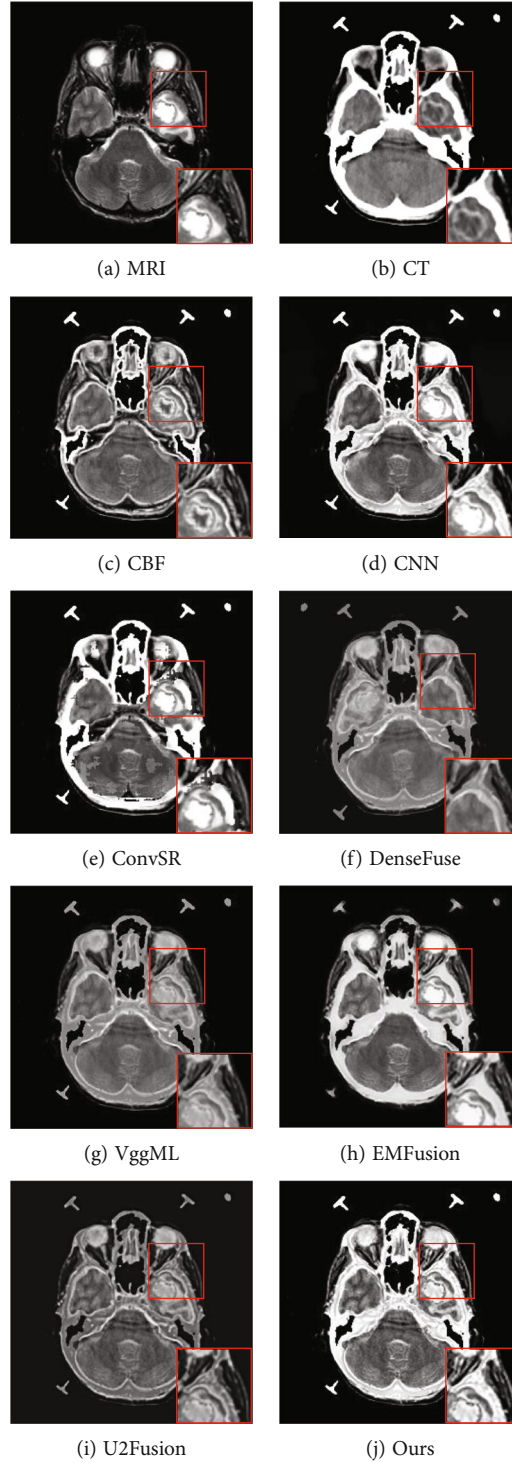 (a) MRI
(b) CT
(c) CBF
(d) CNN
(e) ConvSR
(f) DenseFuse
(g) VggML
(h) EMFusion
(i) U2Fusion
(j) Ours